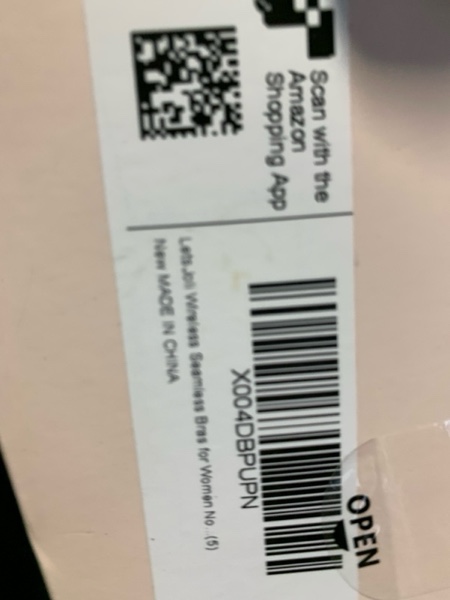 Scan with the
Amazon
Shopping App
X004DBPUPN
LetsJoli Wireless Seamless Bras for Women No...(5)
New MADE IN CHINA
OPEN